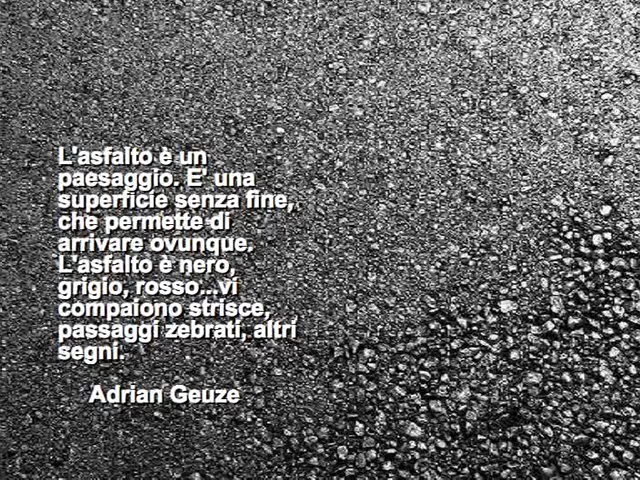 L'asfalto è un
paesaggio. E' una
superficie senza fine,
che permette di
arrivare ovunque.
L'asfalto è nero,
grigio, rosso...vi
compaiono strisce,
passaggi zebrati, altri
segni.
Adrian Geuze